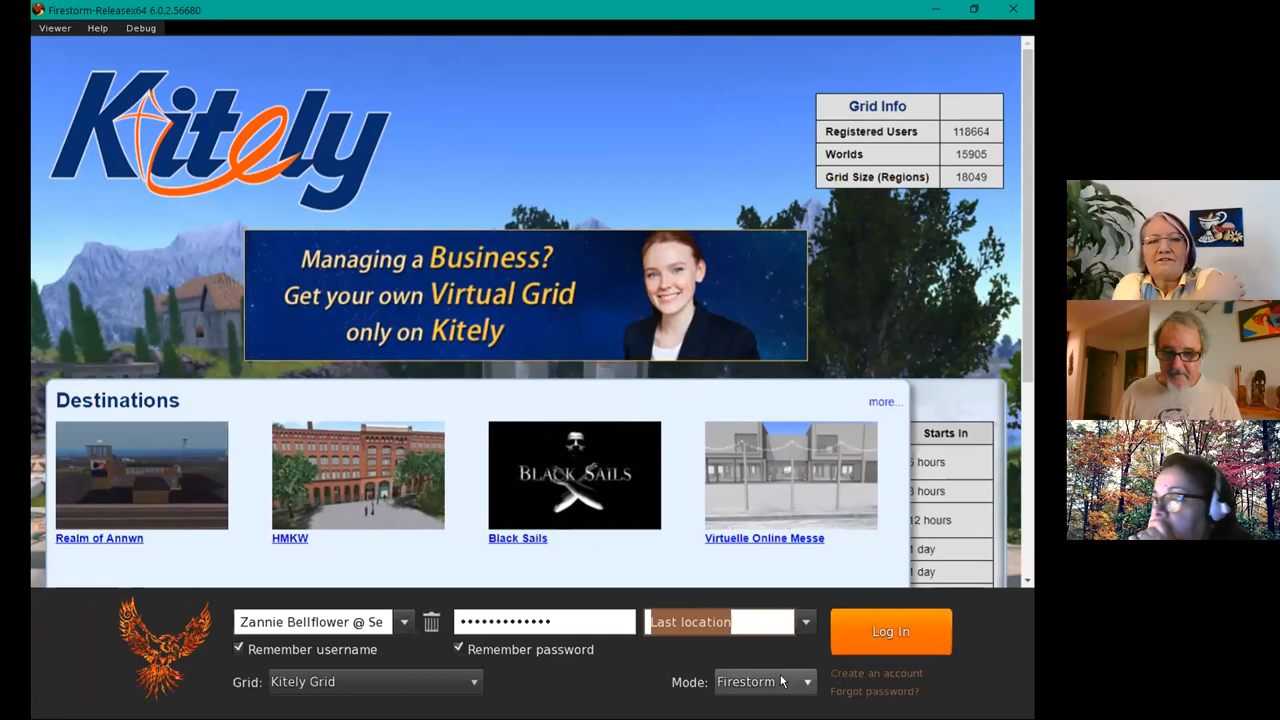 Firestorm-Releasex64 6.0.2.56680
Viewer Help Debug
Kitely
Grid Info
Registered Users 118664
Worlds 15905
Grid Size (Regions) 18049
Managing a Business?
Get your own Virtual Grid
only on Kitely
Destinations
more...
Starts In
hours
hours
12 hours
1 day
day
BLACK SAILS
Realm of Annwn
HMKW
Black Sails
Virtuelle Online Messe
Zannie Bellflower @ Se
Last location
Log In
Remember username
Remember password
Grid: Kitely Grid
Mode: Firestorm
Create an account
Forgot password?